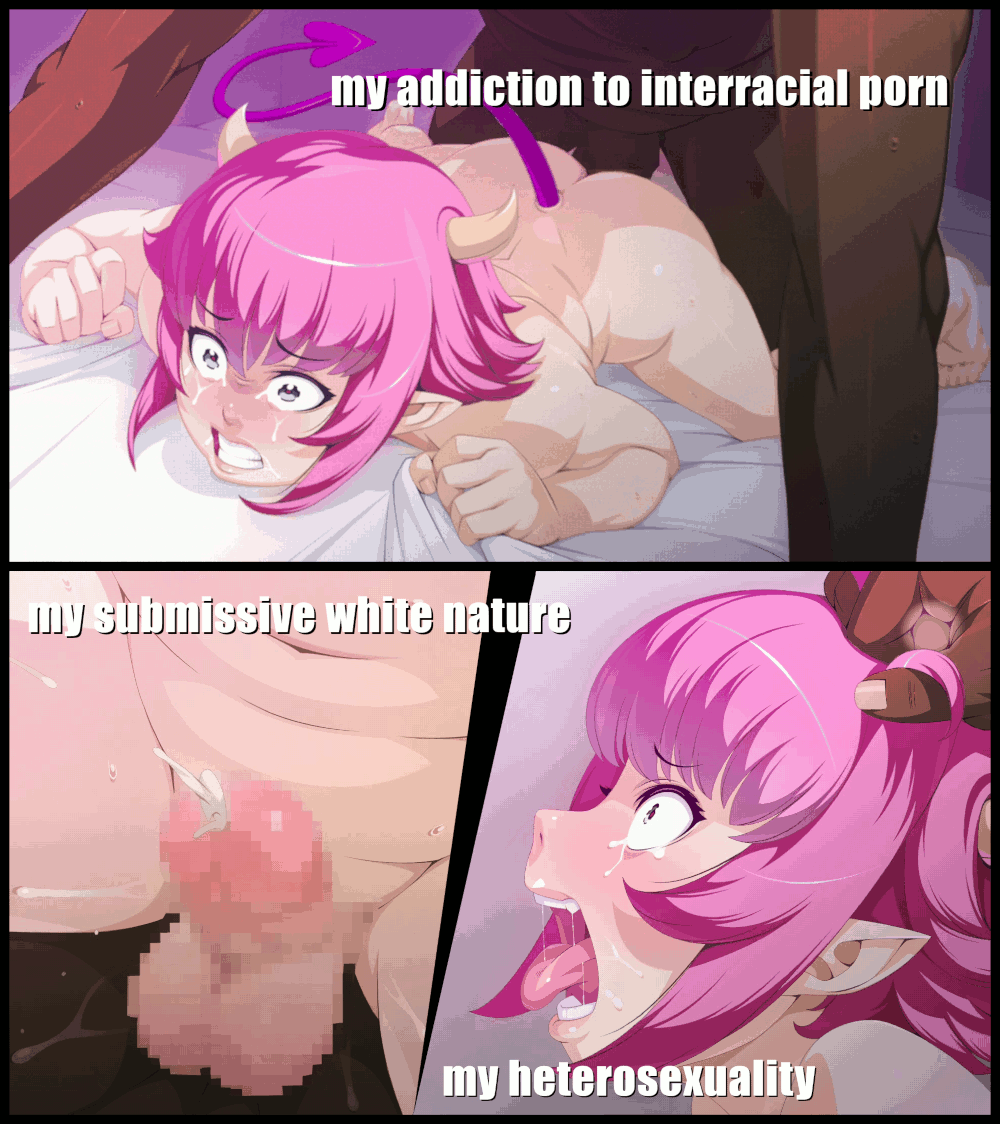 my addiction to interracial porn
my submissive white nature
my heterosexuality